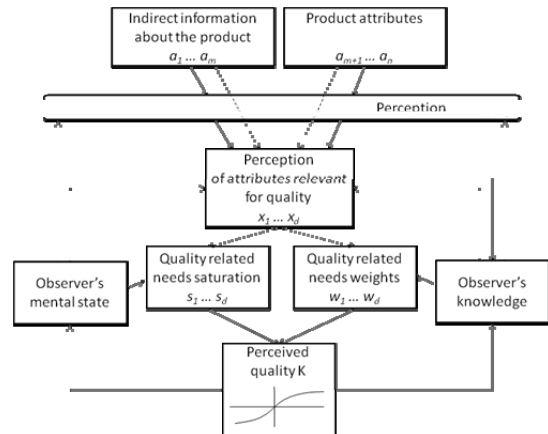 Indirect information
about the product
a1 ... am
Product attributes
am+1 ... an
Perception
Perception
of attributes relevant
for quality
x1 ... xd
Observer's
mental state
Quality related
needs saturation
s1 ... sd
Quality related
needs weights
w1 ... wd
Observer's
knowledge
Perceived
quality K